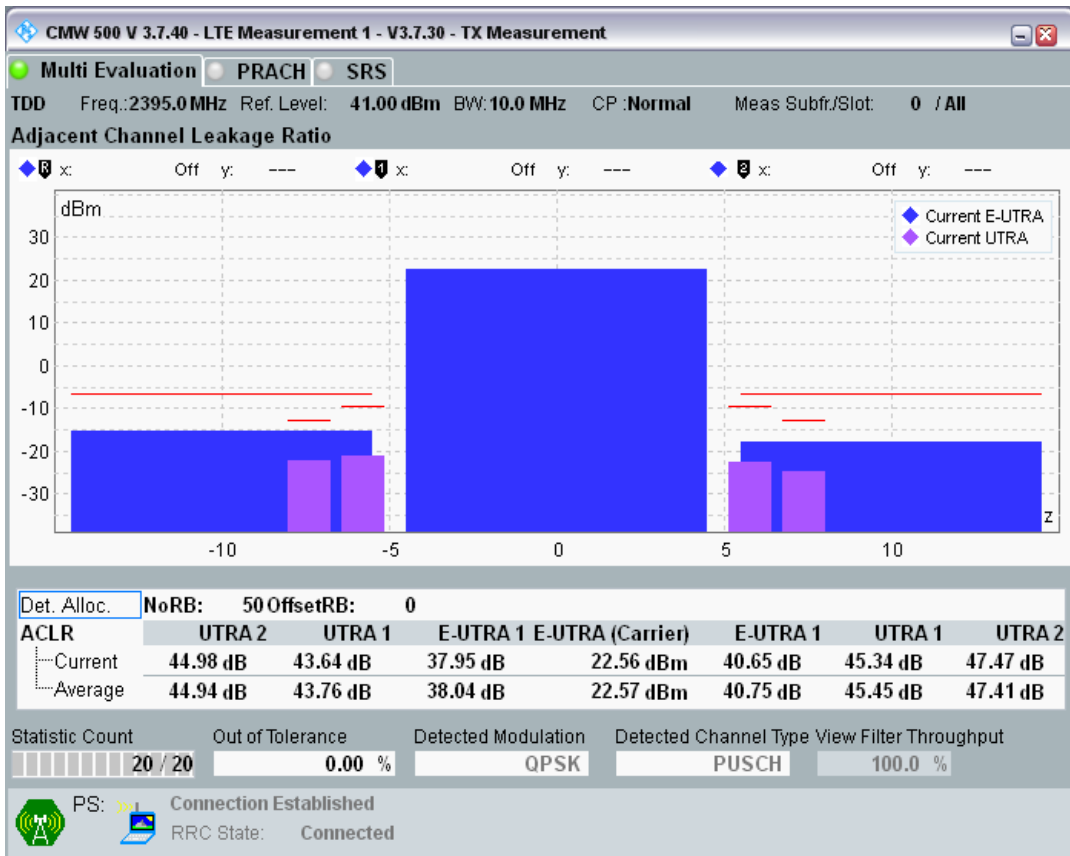 CMW 500 V 3.7.40 - LTE Measurement 1 - V3.7.30 - TX Measurement
Multi Evaluation PRACH SRS
TDD Freq.:2395.0 MHz Ref. Level: 41.00 dBm BW: 10.0 MHz CP :Normal Meas Subfr./Slot: 0 / All
Adjacent Channel Leakage Ratio
R x: Off y: --- 1 x: Off y: --- 2 x: Off y: ---
dBm
Current E-UTRA
Current UTRA
30
20
10
0
-10
-20
-30
z
-10 -5 0 5 10
Det. Alloc. NoRB: 50 OffsetRB: 0
ACLR UTRA 2 UTRA 1 E-UTRA 1 E-UTRA (Carrier) E-UTRA 1 UTRA 1 UTRA 2
Current 44.98 dB 43.64 dB 37.95 dB 22.56 dBm 40.65 dB 45.34 dB 47.47 dB
Average 44.94 dB 43.76 dB 38.04 dB 22.57 dBm 40.75 dB 45.45 dB 47.41 dB
Statistic Count Out of Tolerance Detected Modulation Detected Channel Type View Filter Throughput
20 / 20 0.00 % QPSK PUSCH 100.0 %
PS: Connection Established
RRC State: Connected